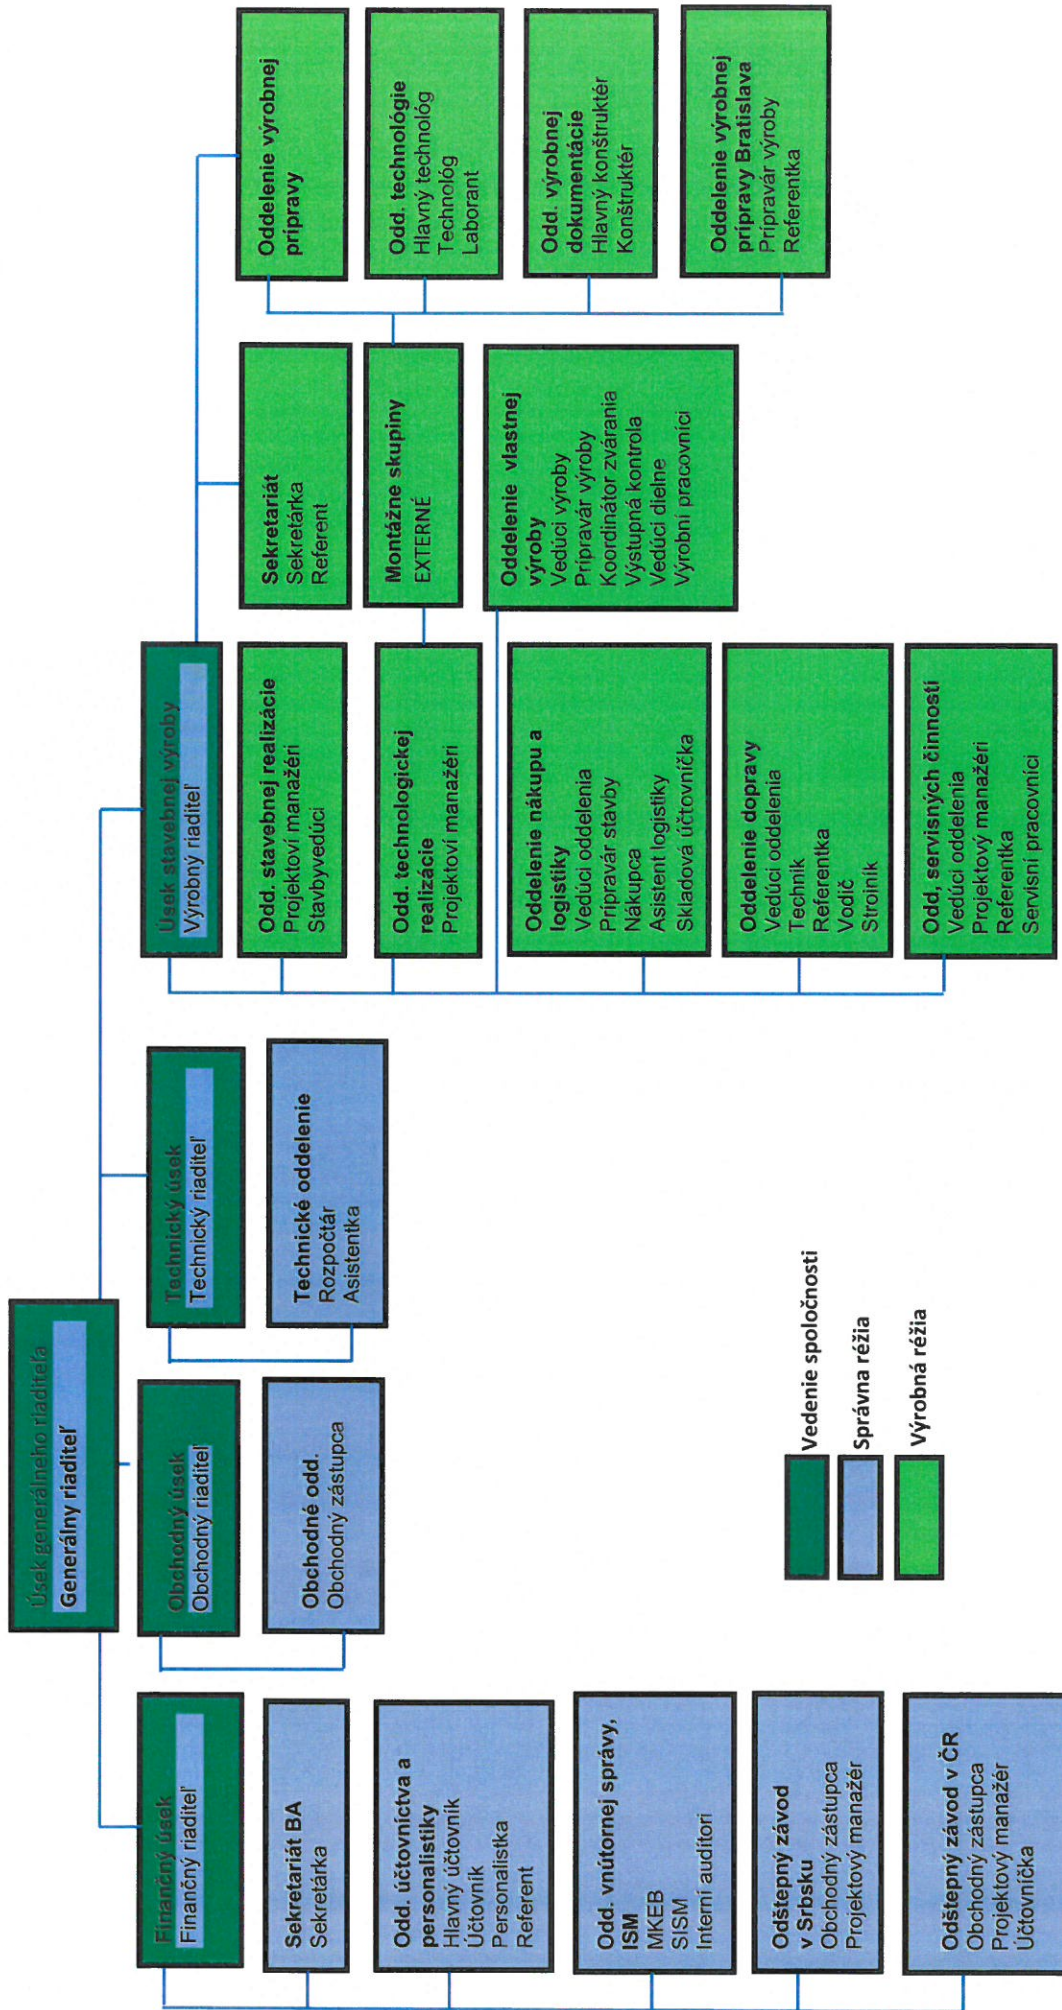 Úsek generálneho riaditeľa
Generálny riaditeľ
Finančný úsek
Finančný riaditeľ
Sekretariát BA
Sekretárka
Odd. účtovníctva a
personalistiky
Hlavný účtovník
Účtovník
Personalistka
Referent
Odd. vnútornej správy,
ISM
MKEB
SISM
Interní audítori
Odštepný závod
v Srbsku
Obchodný zástupca
Projektový manažér
Odštepný závod v ČR
Obchodný zástupca
Projektový manažér
Účtovníčka
Obchodný úsek
Obchodný riaditeľ
Obchodné odd.
Obchodný zástupca
Technický úsek
Technický riaditeľ
Technické oddelenie
Rozpočtár
Asistentka
Úsek stavebnej výroby
Výrobný riaditeľ
Odd. stavebnej realizácie
Projektoví manažéri
Stavbyvedúci
Odd. technologickej
realizácie
Projektoví manažéri
Oddelenie nákupu a
logistiky
Vedúci oddelenia
Pripravár stavby
Nákupca
Asistent logistiky
Skladová účtovníčka
Oddelenie dopravy
Vedúci oddelenia
Technik
Referentka
Vodič
Strojník
Odd, servisných činností
Vedúci oddelenia
Projektový manažéri
Referentka
Servisní pracovníci
Sekretariát
Sekretárka
Referent
Montážne skupiny
EXTERNÉ
Oddelenie vlastnej
výroby
Vedúci výroby
Pripravár výroby
Koordinátor zvárania
Výstupná kontrola
Vedúci dielne
Výrobní pracovníci
Oddelenie výrobnej
prípravy
Odd. technológie
Hlavný technológ
Technológ
Laborant
Odd. výrobnej
dokumentácie
Hlavný konštruktér
Konštruktér
Oddelenie výrobnej
prípravy Bratislava
Prípravár výroby
Referentka
Vedenie spoločnosti
Správna réžia
Výrobná réžia